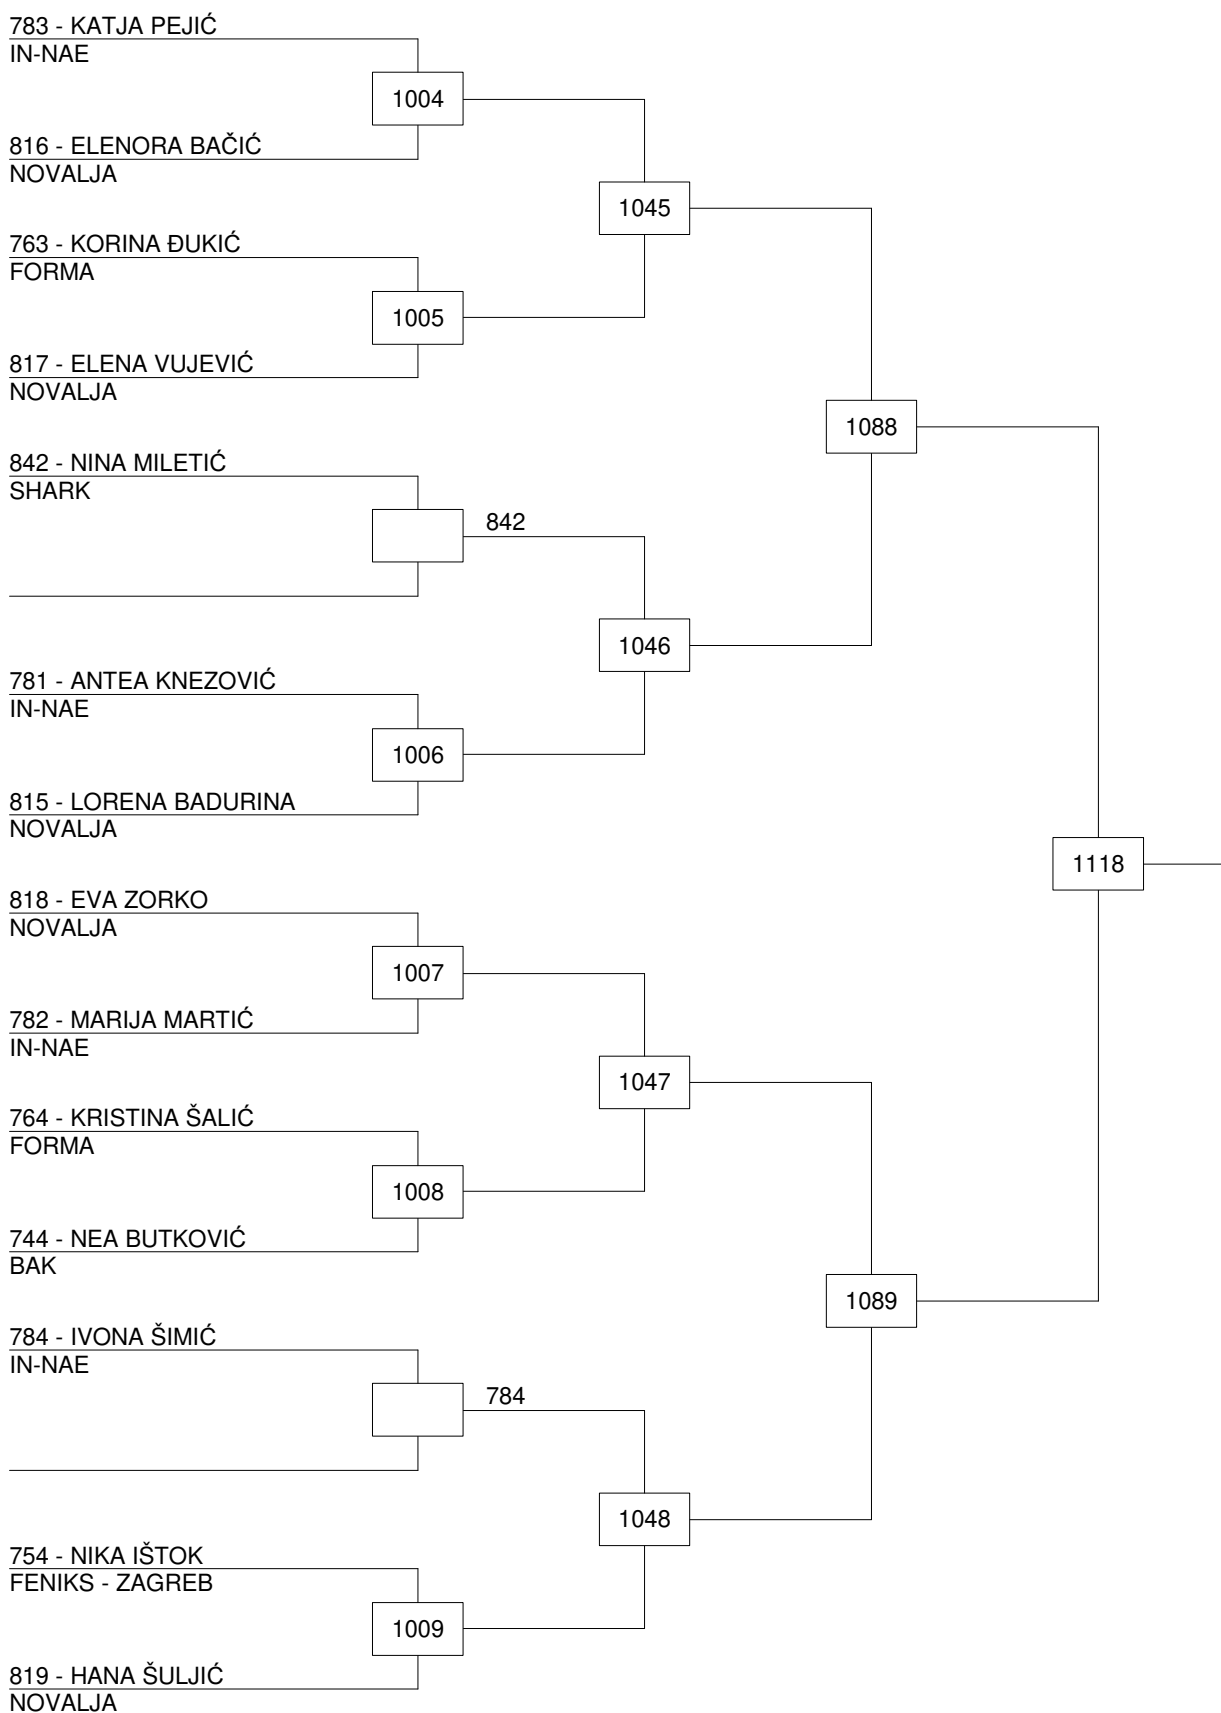 783 - KATJA PEJIĆ
IN-NAE
1004
816 - ELENORA BAČIĆ
NOVALJA
1045
763 - KORINA ĐUKIĆ
FORMA
1005
817 - ELENA VUJEVIĆ
NOVALJA
1088
842 - NINA MILETIĆ
SHARK
842
1046
781 - ANTEA KNEZOVIĆ
IN-NAE
1006
815 - LORENA BADURINA
NOVALJA
1118
818 - EVA ZORKO
NOVALJA
1007
782 - MARIJA MARTIĆ
IN-NAE
1047
764 - KRISTINA ŠALIĆ
FORMA
1008
744 - NEA BUTKOVIĆ
BAK
1089
784 - IVONA ŠIMIĆ
IN-NAE
784
1048
754 - NIKA IŠTOK
FENIKS - ZAGREB
1009
819 - HANA ŠULJIĆ
NOVALJA